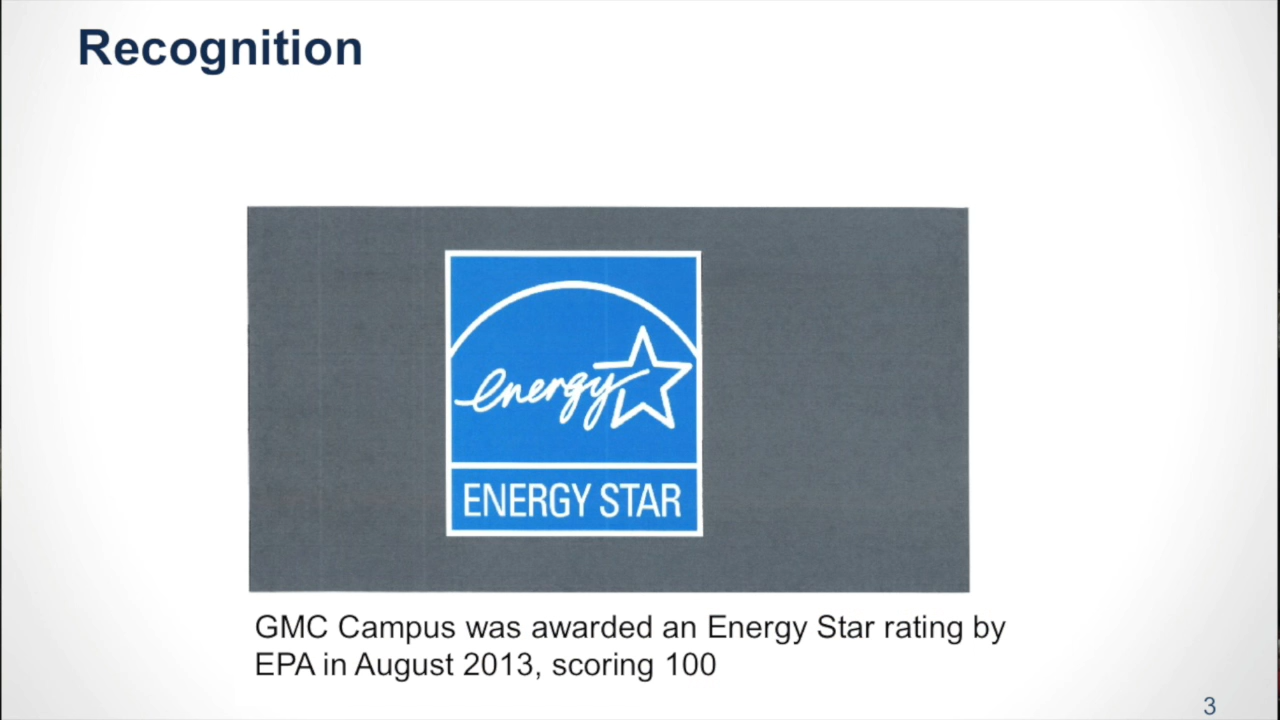 Recognition
energy
ENERGY STAR
GMC Campus was awarded an Energy Star rating by
EPA in August 2013, scoring 100
3